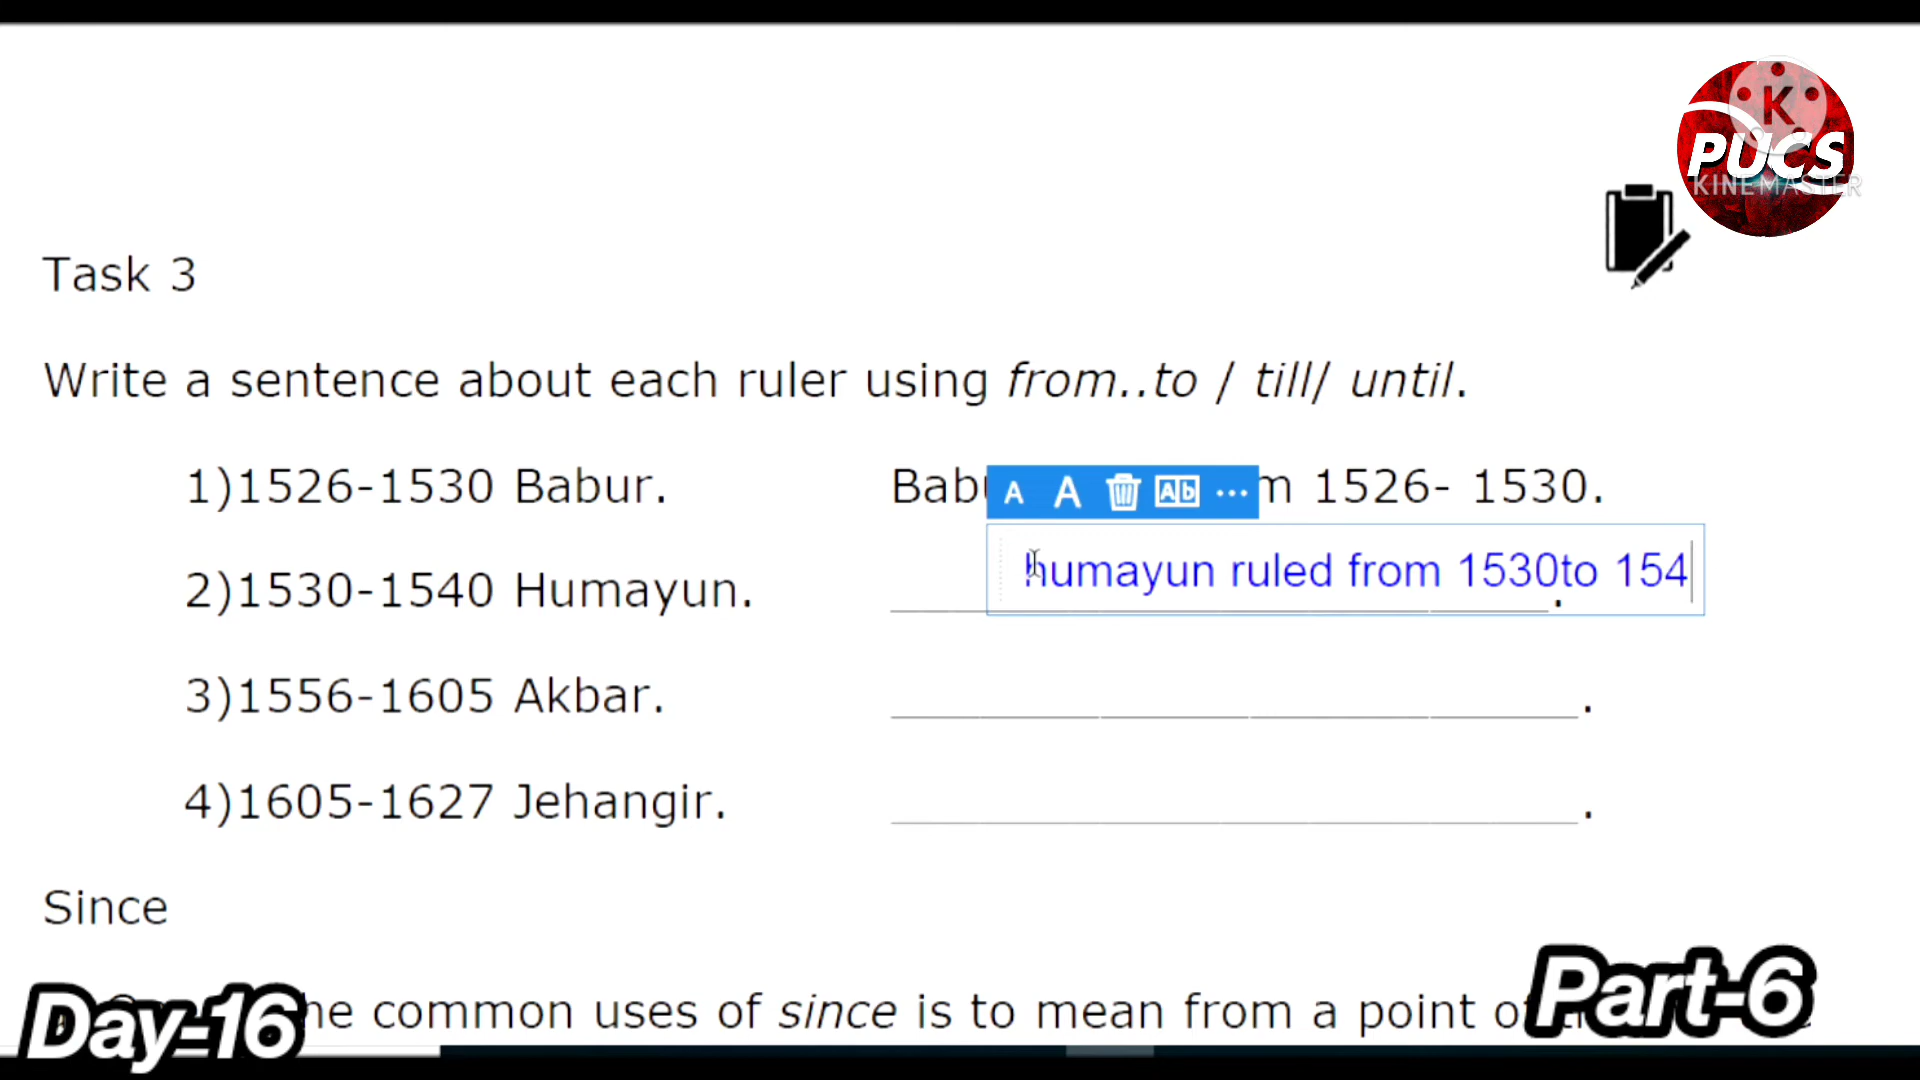 K
PUCS
KINEMASTER
Task 3
Write a sentence about each ruler using from..to / till/ until.
1)1526-1530 Babur. 1526- 1530.
A A Ab ...
2)1530-1540 Humayun. humayun ruled from 1530to 154
3)1556-1605 Akbar. .
4)1605-1627 Jehangir. .
Since
common uses of since is to mean from a point
Day-16
Part-6